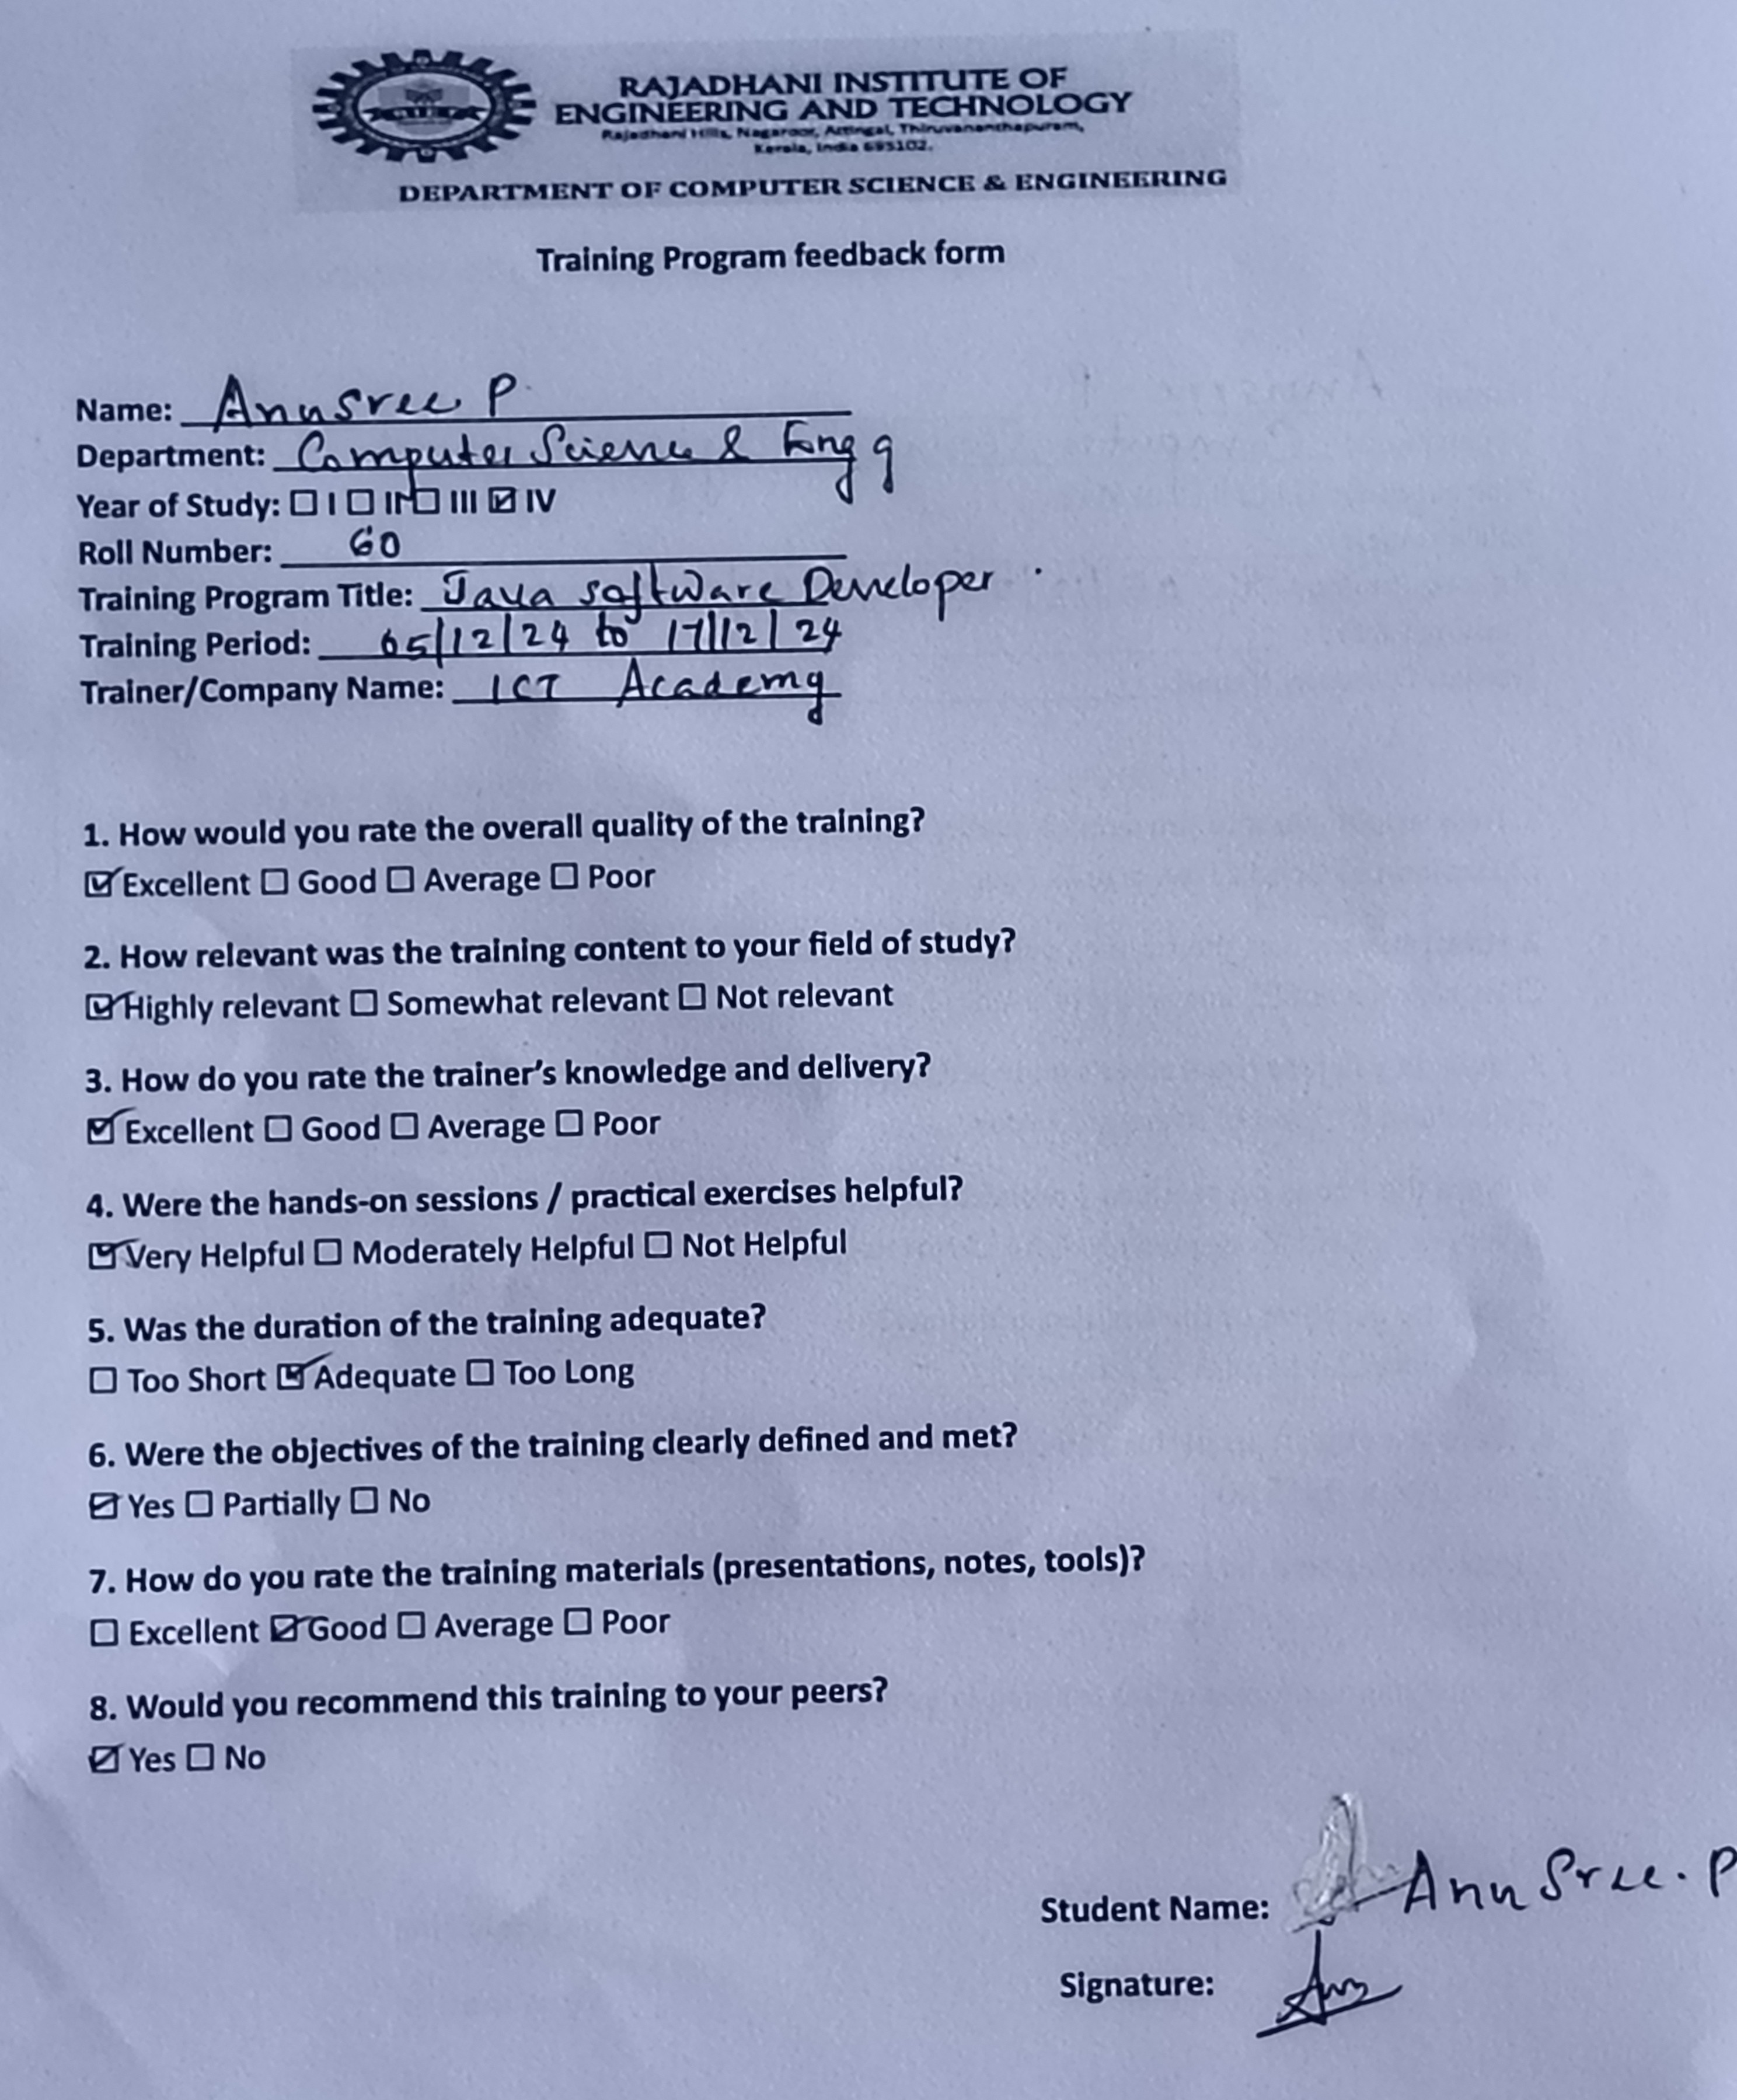 RAJADHANI INSTITUTE OF
ENGINEERING AND TECHNOLOGY
Rajadhani Hills, Nagaroor, Attingal, Thiruvananthapuram,
Kerala, India 695102.
DEPARTMENT OF COMPUTER SCIENCE & ENGINEERING
Training Program feedback form
Name: Anusree P
Department: Computer Science & Engg
Year of Study: ☐ I ☐ II ☐ III ☑ IV
Roll Number: 60
Training Program Title: Java software Developer
Training Period: 05/12/24 to 17/12/24
Trainer/Company Name: ICT Academy
1. How would you rate the overall quality of the training?
☑ Excellent ☐ Good ☐ Average ☐ Poor
2. How relevant was the training content to your field of study?
☑ Highly relevant ☐ Somewhat relevant ☐ Not relevant
3. How do you rate the trainer's knowledge and delivery?
☑ Excellent ☐ Good ☐ Average ☐ Poor
4. Were the hands-on sessions / practical exercises helpful?
☑ Very Helpful ☐ Moderately Helpful ☐ Not Helpful
5. Was the duration of the training adequate?
☐ Too Short ☑ Adequate ☐ Too Long
6. Were the objectives of the training clearly defined and met?
☑ Yes ☐ Partially ☐ No
7. How do you rate the training materials (presentations, notes, tools)?
☐ Excellent ☑ Good ☐ Average ☐ Poor
8. Would you recommend this training to your peers?
☑ Yes ☐ No
Student Name: Anu Sree. P
Signature: